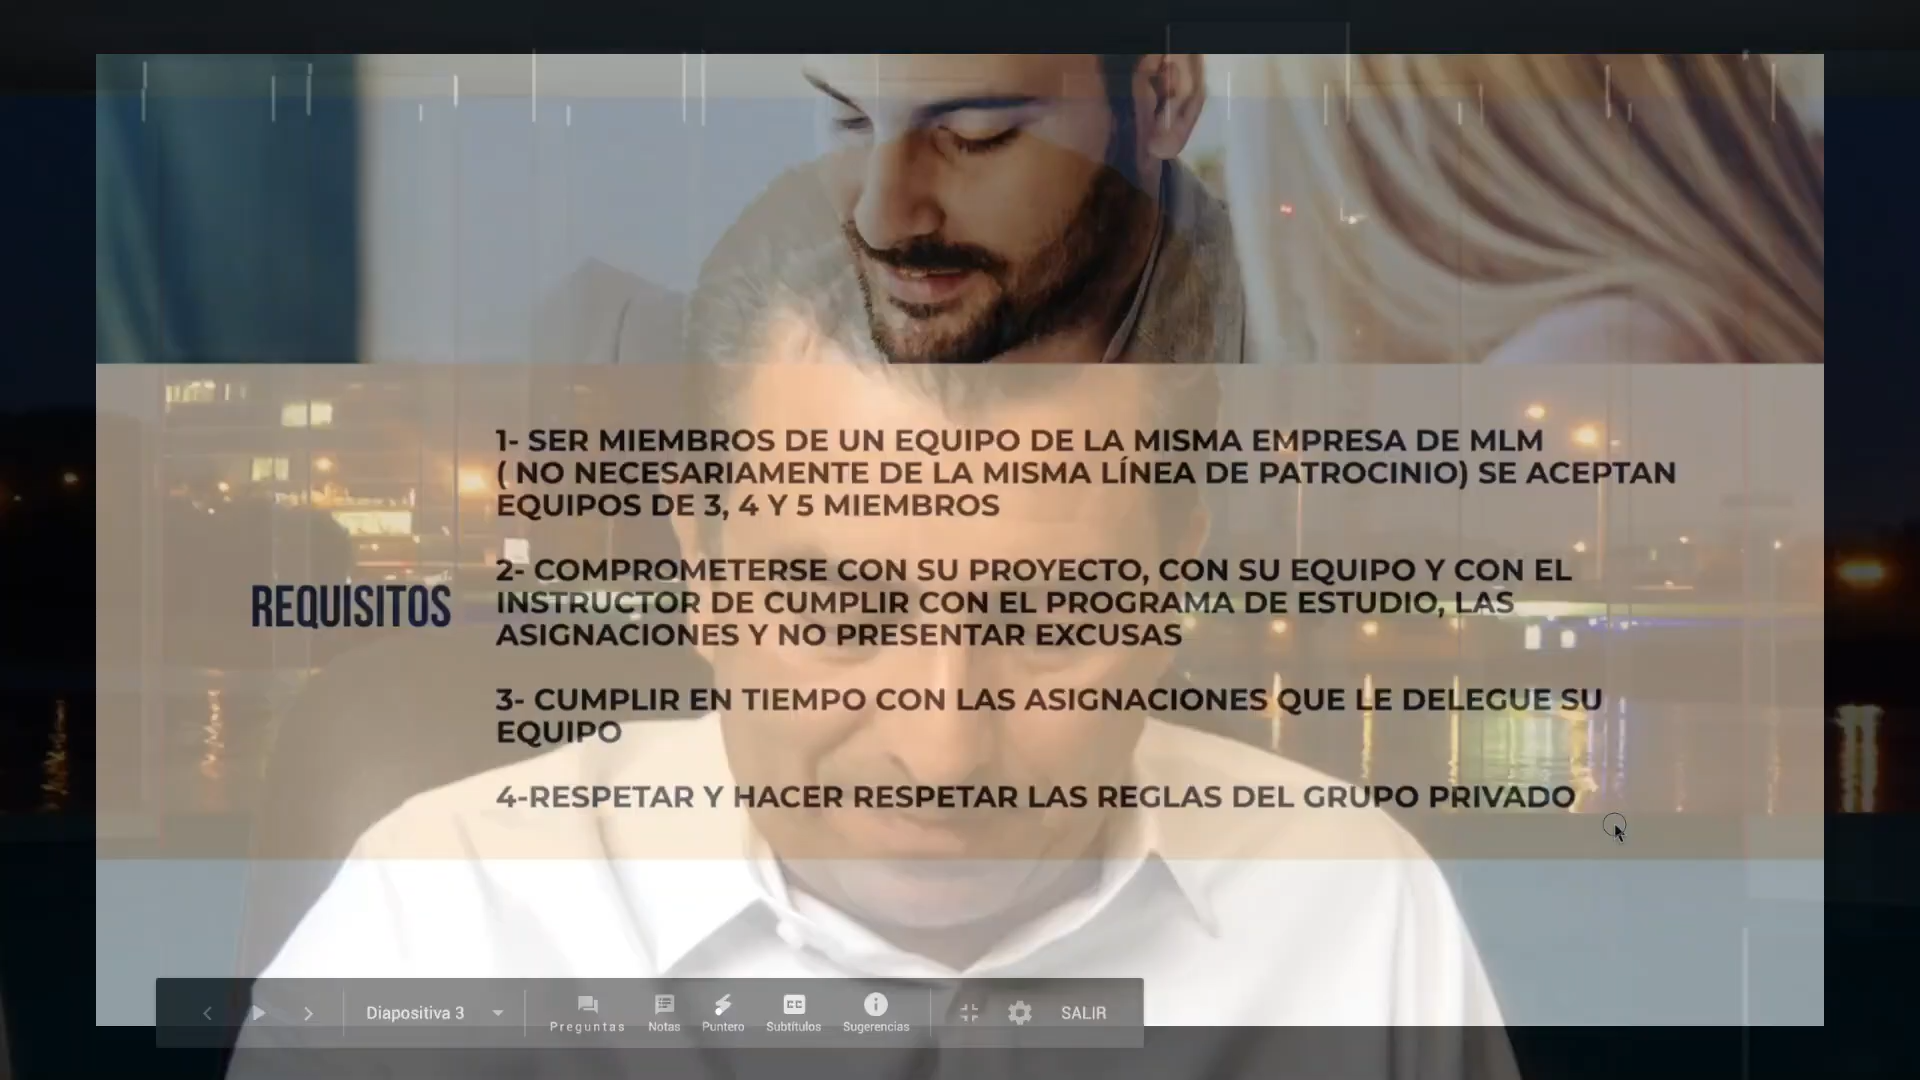 1- SER MIEMBROS DE UN EQUIPO DE LA MISMA EMPRESA DE MLM
( NO NECESARIAMENTE DE LA MISMA LÍNEA DE PATROCINIO) SE ACEPTAN
EQUIPOS DE 3, 4 Y 5 MIEMBROS
REQUISITOS
2- COMPROMETERSE CON SU PROYECTO, CON SU EQUIPO Y CON EL
INSTRUCTOR DE CUMPLIR CON EL PROGRAMA DE ESTUDIO, LAS
ASIGNACIONES Y NO PRESENTAR EXCUSAS
3- CUMPLIR EN TIEMPO CON LAS ASIGNACIONES QUE LE DELEGUE SU
EQUIPO
4-RESPETAR Y HACER RESPETAR LAS REGLAS DEL GRUPO PRIVADO
Diapositiva 3
Preguntas
Notas
Puntero
Subtítulos
Sugerencias
SALIR